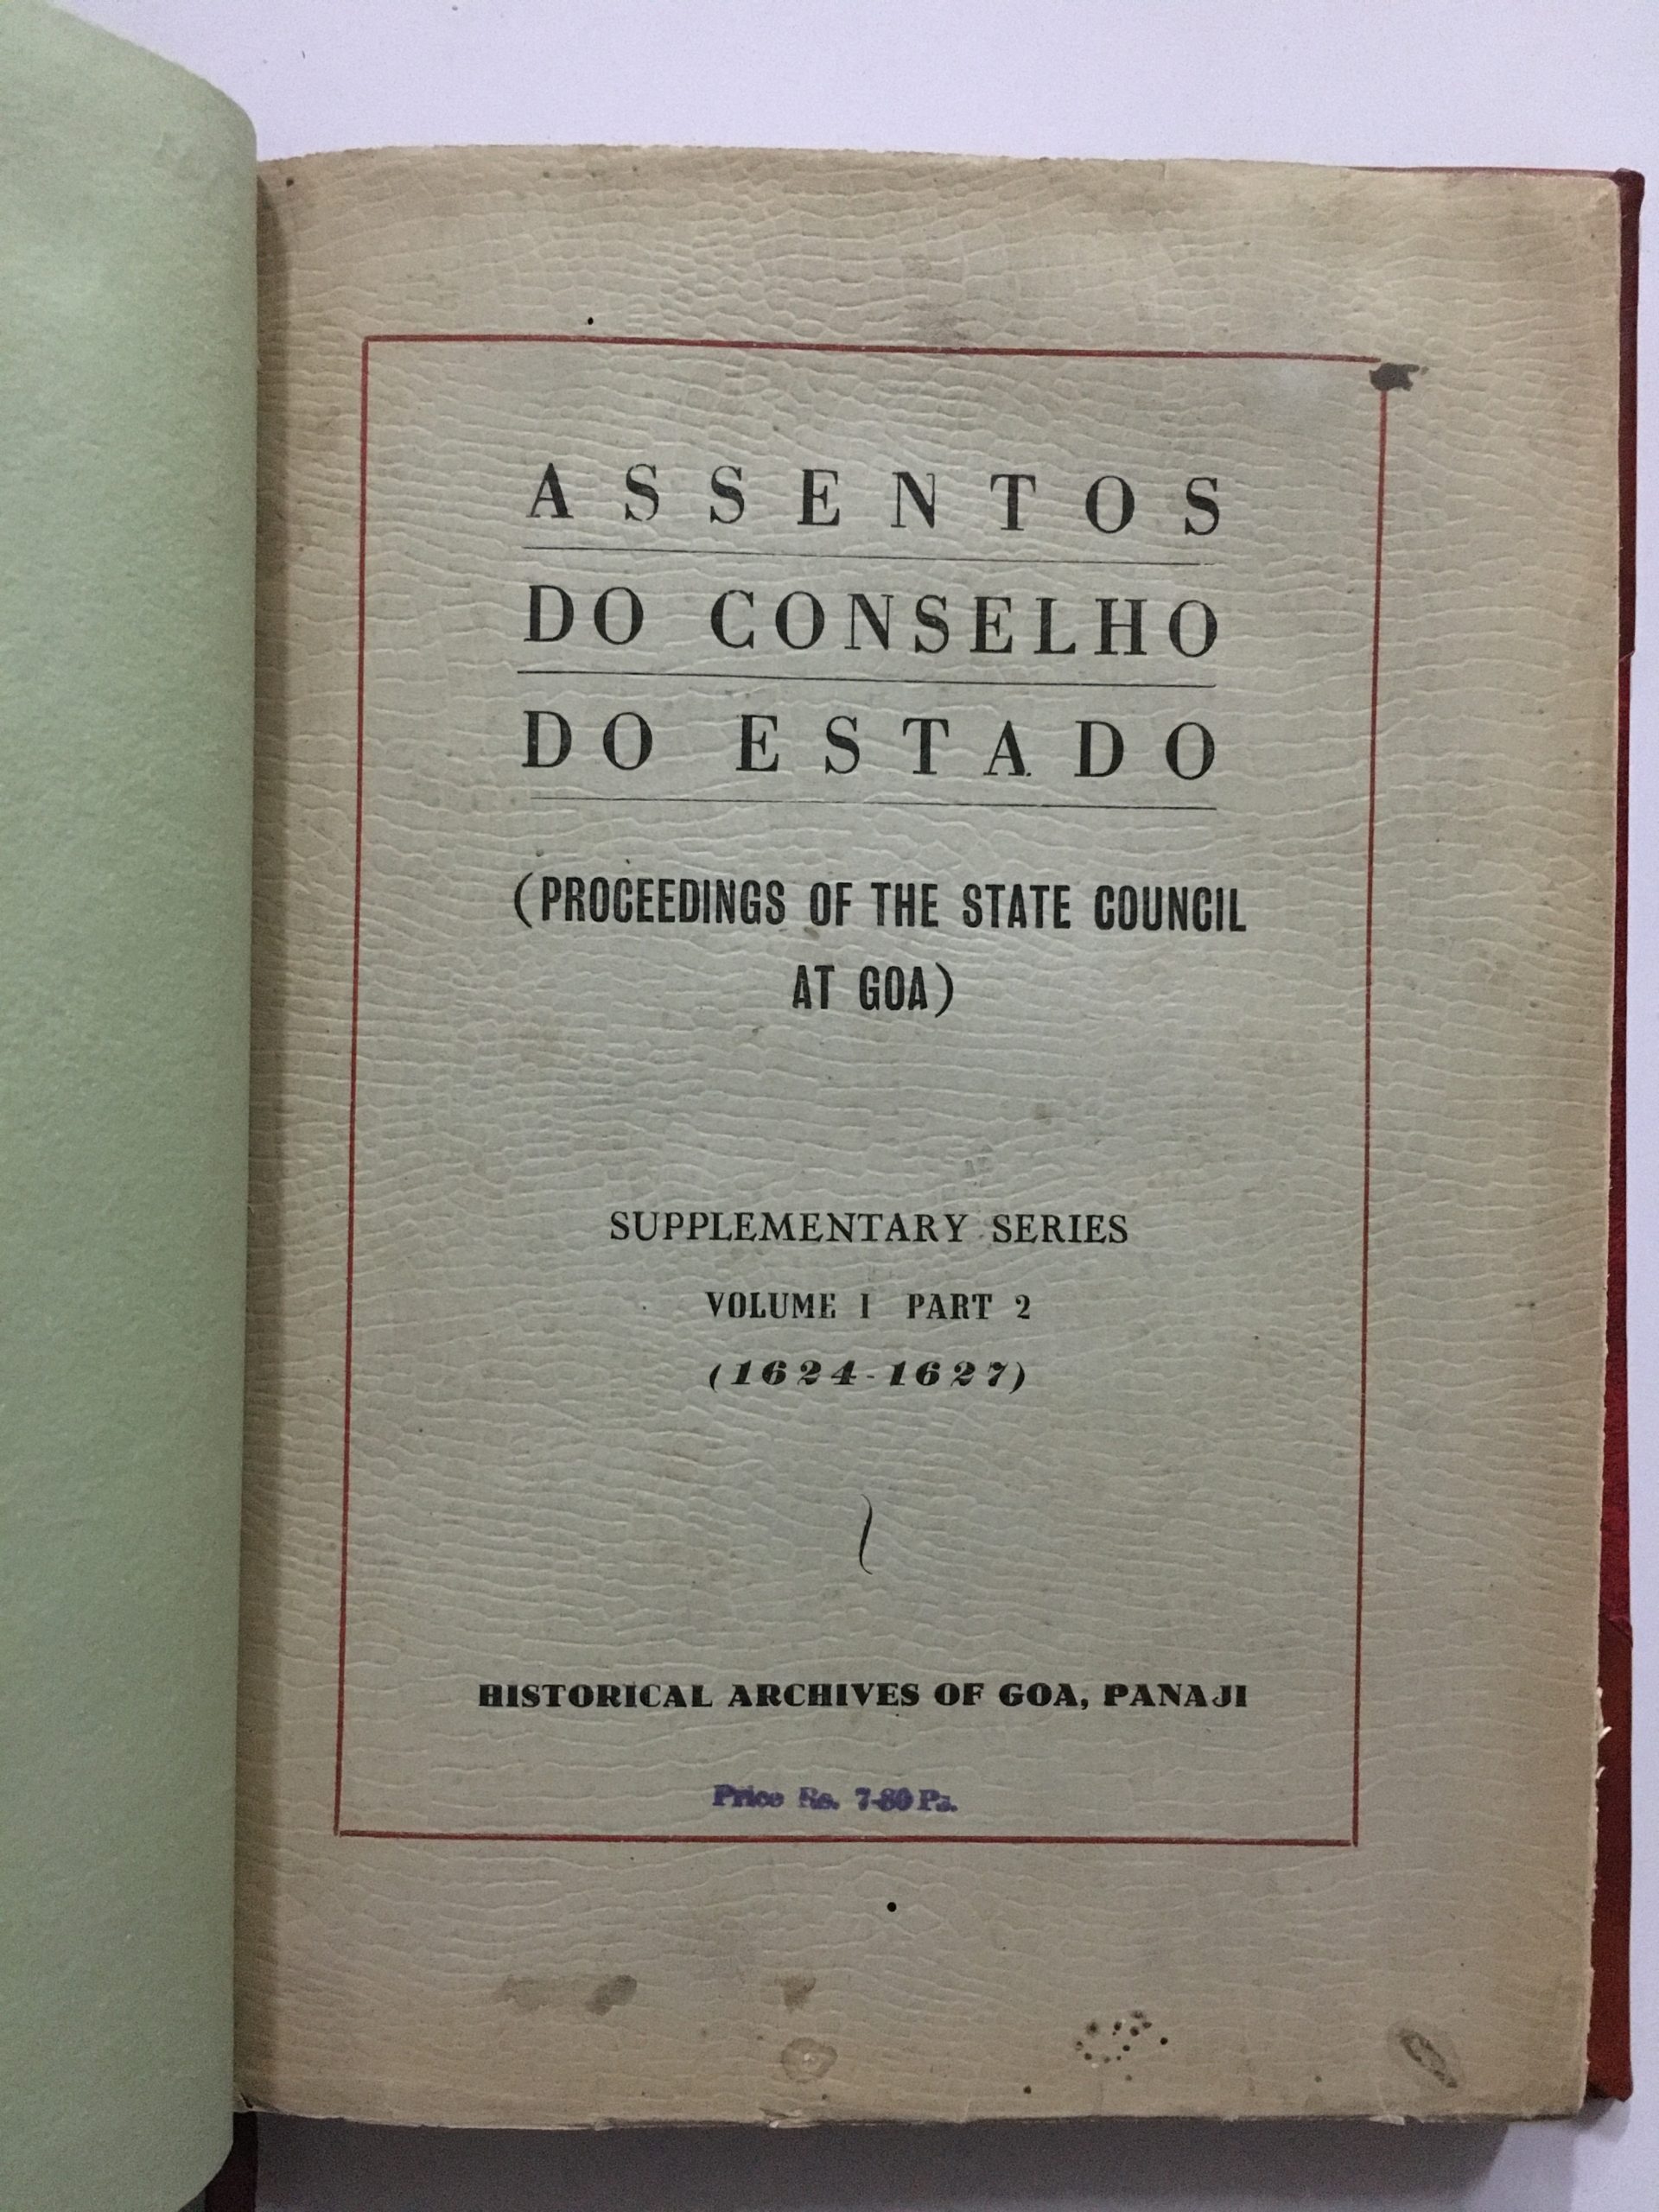 ASSENTOS
DO CONSELHO
DO ESTADO
(PROCEEDINGS OF THE STATE COUNCIL
AT GOA)
SUPPLEMENTARY SERIES
VOLUME I PART 2
(1624-1627)
HISTORICAL ARCHIVES OF GOA, PANAJI
Price Rs. 7-80 Ps.